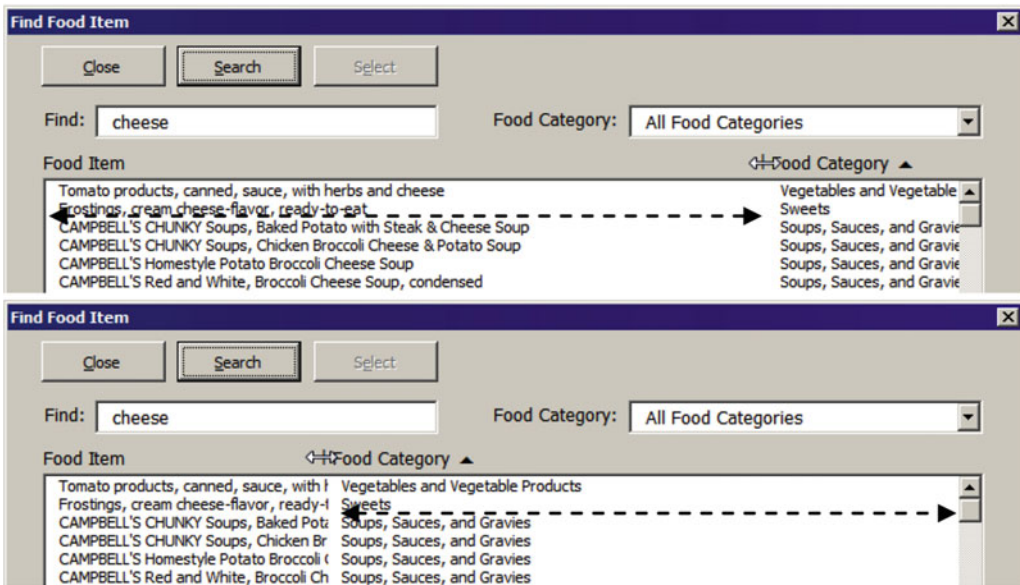 Find Food Item
Close Search Select
Find: cheese Food Category: All Food Categories
Food Item Food Category
Tomato products, canned, sauce, with herbs and cheese Vegetables and Vegetable
Frostings, cream cheese-flavor, ready-to-eat Sweets
CAMPBELL'S CHUNKY Soups, Baked Potato with Steak & Cheese Soup Soups, Sauces, and Gravie
CAMPBELL'S CHUNKY Soups, Chicken Broccoli Cheese & Potato Soup Soups, Sauces, and Gravie
CAMPBELL'S Homestyle Potato Broccoli Cheese Soup Soups, Sauces, and Gravie
CAMPBELL'S Red and White, Broccoli Cheese Soup, condensed Soups, Sauces, and Gravie
Find Food Item
Close Search Select
Find: cheese Food Category: All Food Categories
Food Item Food Category
Tomato products, canned, sauce, with Vegetables and Vegetable Products
Frostings, cream cheese-flavor, ready- Sweets
CAMPBELL'S CHUNKY Soups, Baked Pota Soups, Sauces, and Gravies
CAMPBELL'S CHUNKY Soups, Chicken Br Soups, Sauces, and Gravies
CAMPBELL'S Homestyle Potato Broccoli Soups, Sauces, and Gravies
CAMPBELL'S Red and White, Broccoli Ch Soups, Sauces, and Gravies